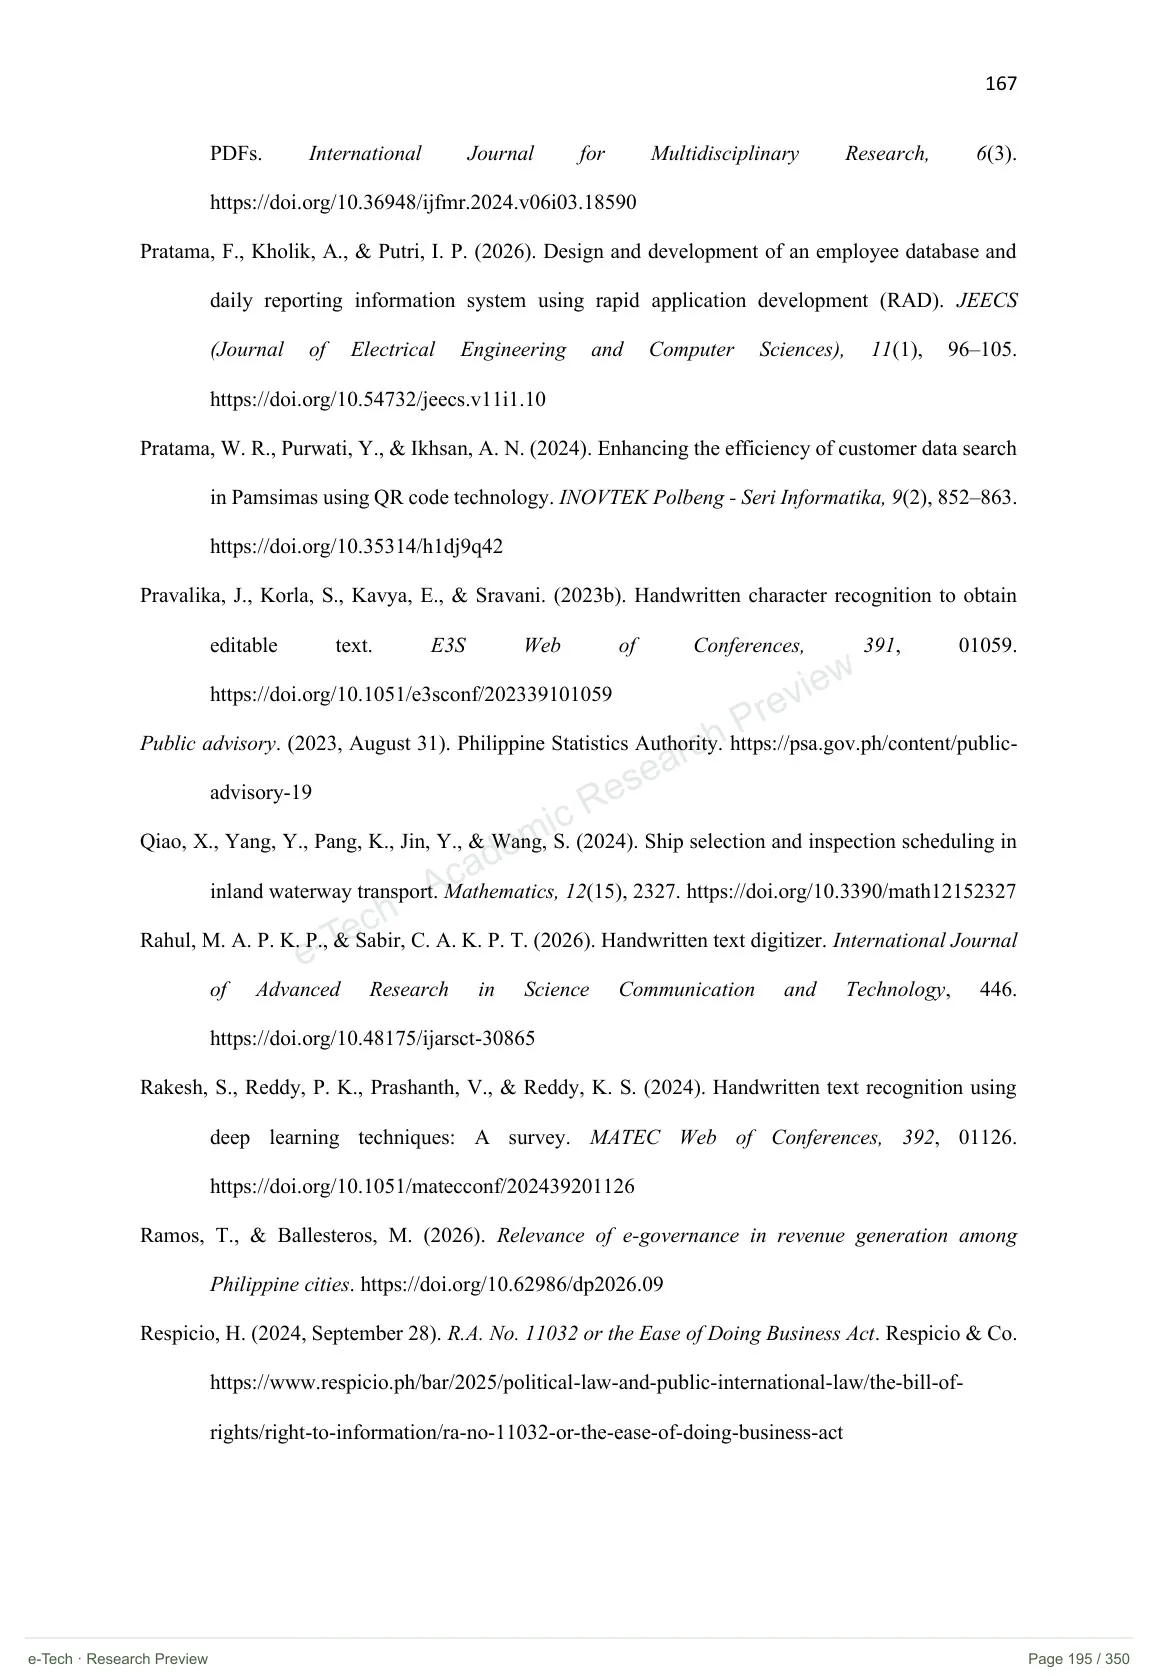 167
PDFs. International Journal for Multidisciplinary Research, 6(3).
https://doi.org/10.36948/ijfmr.2024.v06i03.18590
Pratama, F., Kholik, A., & Putri, I. P. (2026). Design and development of an employee database and
daily reporting information system using rapid application development (RAD). JEECS
(Journal of Electrical Engineering and Computer Sciences), 11(1), 96–105.
https://doi.org/10.54732/jeecs.v11i1.10
Pratama, W. R., Purwati, Y., & Ikhsan, A. N. (2024). Enhancing the efficiency of customer data search
in Pamsimas using QR code technology. INOVTEK Polbeng - Seri Informatika, 9(2), 852–863.
https://doi.org/10.35314/h1dj9q42
Pravalika, J., Korla, S., Kavya, E., & Sravani. (2023b). Handwritten character recognition to obtain
editable text. E3S Web of Conferences, 391, 01059.
https://doi.org/10.1051/e3sconf/202339101059
Public advisory. (2023, August 31). Philippine Statistics Authority. https://psa.gov.ph/content/public-
advisory-19
Qiao, X., Yang, Y., Pang, K., Jin, Y., & Wang, S. (2024). Ship selection and inspection scheduling in
inland waterway transport. Mathematics, 12(15), 2327. https://doi.org/10.3390/math12152327
Rahul, M. A. P. K. P., & Sabir, C. A. K. P. T. (2026). Handwritten text digitizer. International Journal
of Advanced Research in Science Communication and Technology, 446.
https://doi.org/10.48175/ijarsct-30865
Rakesh, S., Reddy, P. K., Prashanth, V., & Reddy, K. S. (2024). Handwritten text recognition using
deep learning techniques: A survey. MATEC Web of Conferences, 392, 01126.
https://doi.org/10.1051/matecconf/202439201126
Ramos, T., & Ballesteros, M. (2026). Relevance of e-governance in revenue generation among
Philippine cities. https://doi.org/10.62986/dp2026.09
Respicio, H. (2024, September 28). R.A. No. 11032 or the Ease of Doing Business Act. Respicio & Co.
https://www.respicio.ph/bar/2025/political-law-and-public-international-law/the-bill-of-
rights/right-to-information/ra-no-11032-or-the-ease-of-doing-business-act
e-Tech · Academic Research Preview
e-Tech · Research Preview
Page 195 / 350